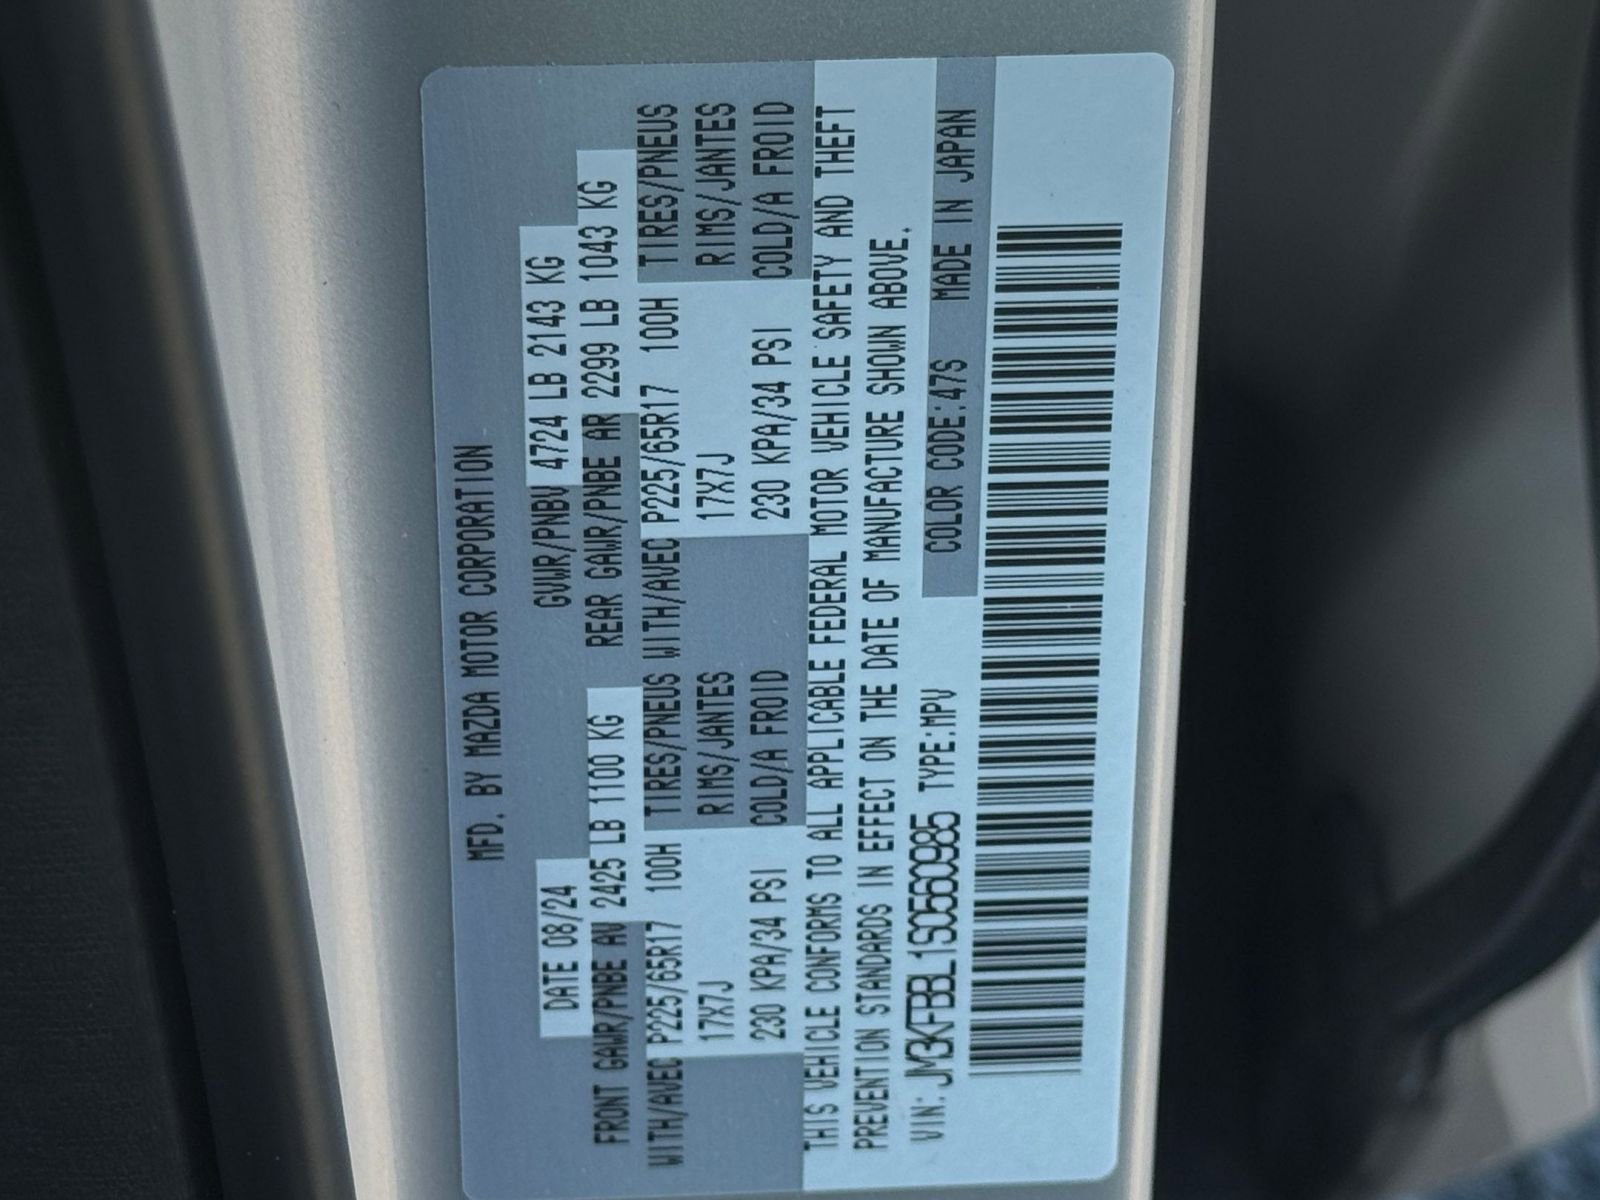 MFD. BY MAZDA MOTOR CORPORATION
DATE 08/24 GVWR/PNBV 4724 LB 2143 KG
FRONT GAWR/PNBE AV 2425 LB 1100 KG REAR GAWR/PNBE AR 2299 LB 1043 KG
WITH/AVEC P225/65R17 100H TIRES/PNEUS WITH/AVEC P225/65R17 100H TIRES/PNEUS
17X7J RIMS/JANTES 17X7J RIMS/JANTES
230 KPA/34 PSI COLD/A FROID 230 KPA/34 PSI COLD/A FROID
THIS VEHICLE CONFORMS TO ALL APPLICABLE FEDERAL MOTOR VEHICLE SAFETY AND THEFT
PREVENTION STANDARDS IN EFFECT ON THE DATE OF MANUFACTURE SHOWN ABOVE.
VIN: JM3KFBBL1S0560985 TYPE:MPV COLOR CODE:47S MADE IN JAPAN